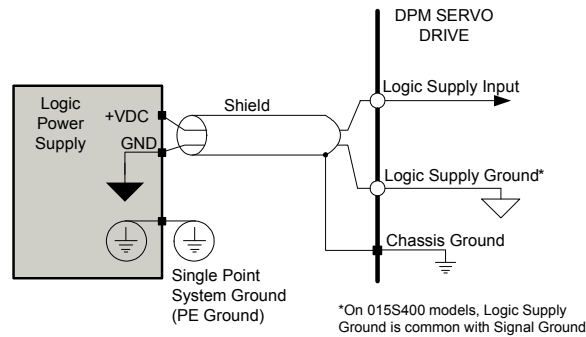 DPM SERVO
DRIVE
Logic
Power
Supply
+VDC
GND
Shield
Logic Supply Input
Logic Supply Ground*
Chassis Ground
Single Point
System Ground
(PE Ground)
*On 015S400 models, Logic Supply
Ground is common with Signal Ground